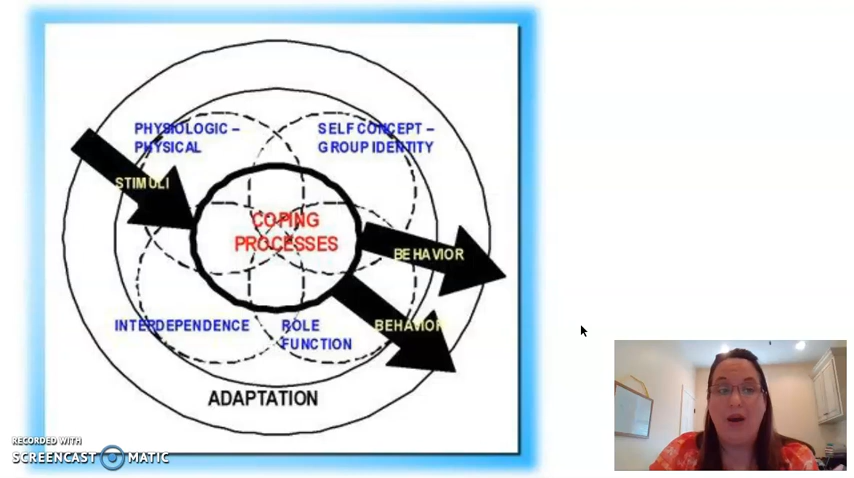 PHYSIOLOGIC –
PHYSICAL
SELF CONCEPT –
GROUP IDENTITY
STIMULI
COPING
PROCESSES
BEHAVIOR
INTERDEPENDENCE
ROLE
FUNCTION
BEHAVIOR
ADAPTATION
RECORDED WITH
SCREENCAST MATIC